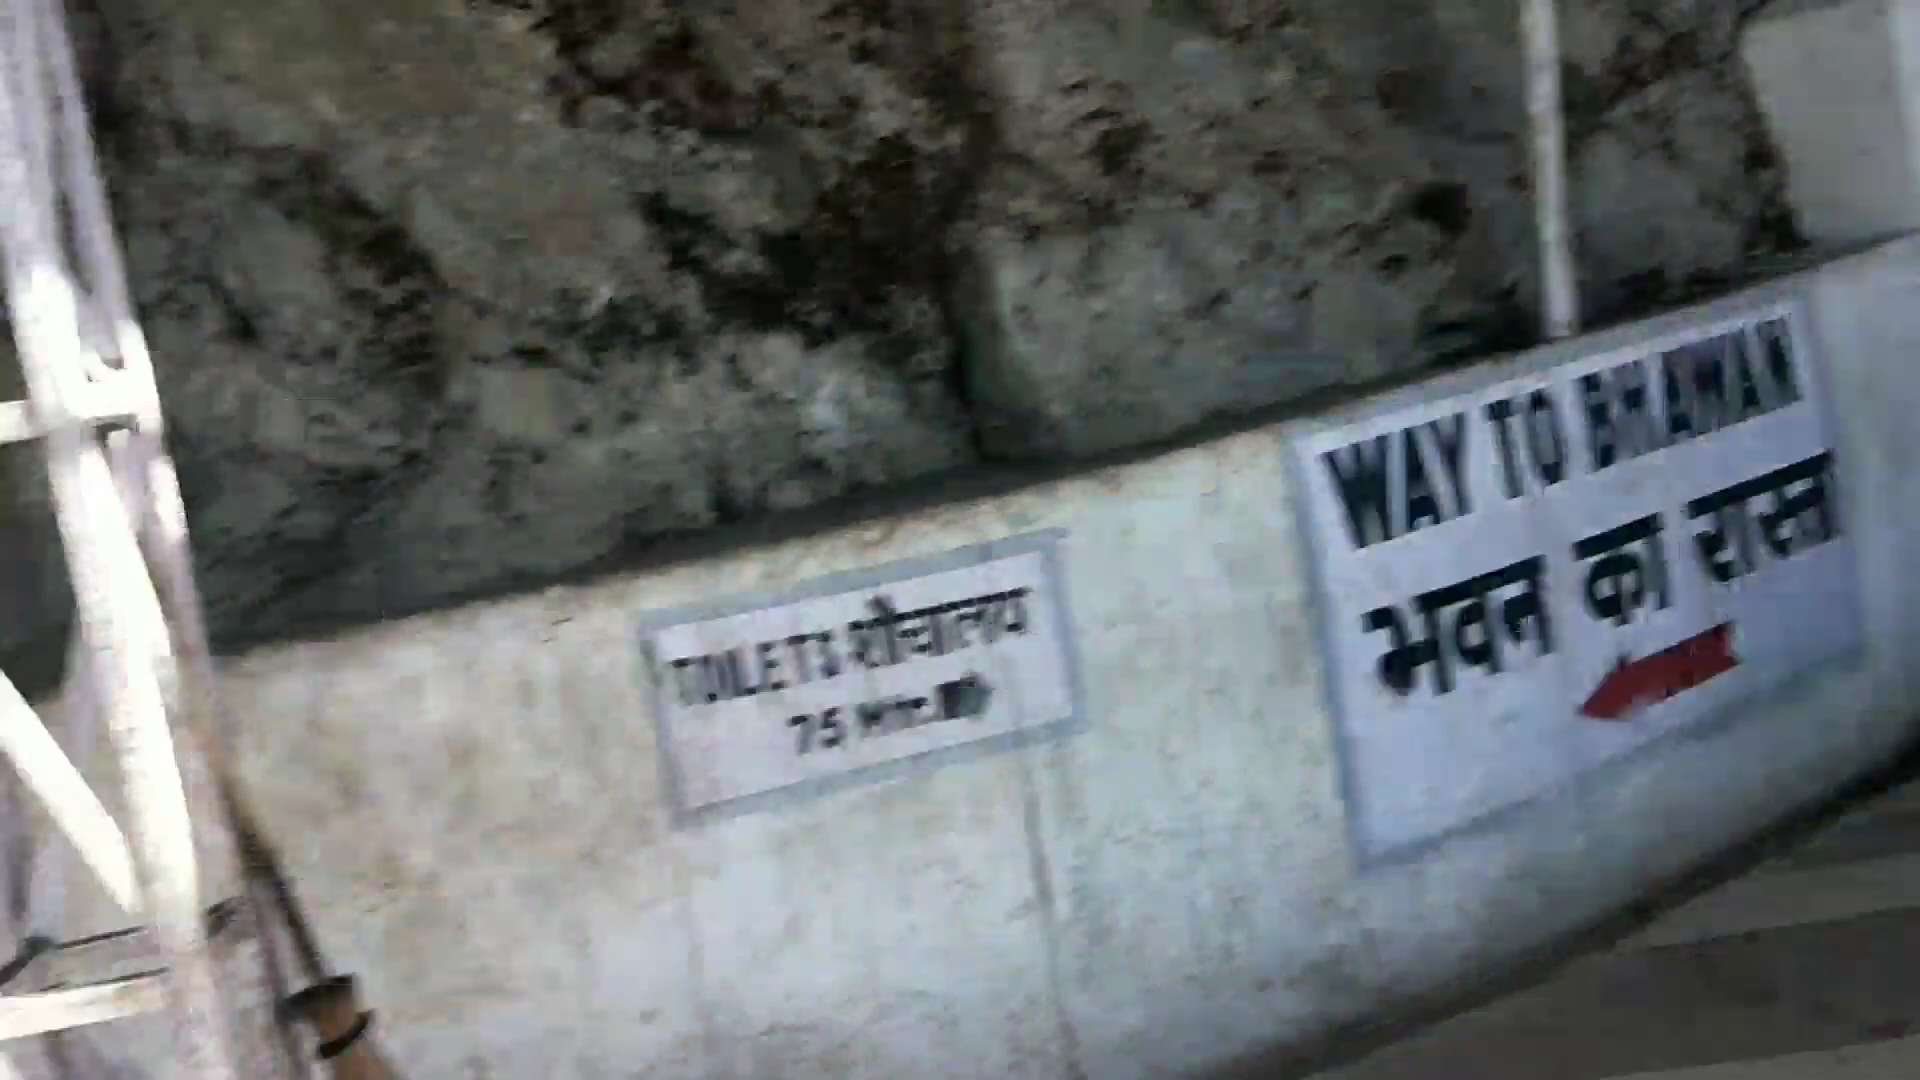 TOILETS शौचालय
75 Mtr.
WAY TO BHAWAN
भवन का रास्ता